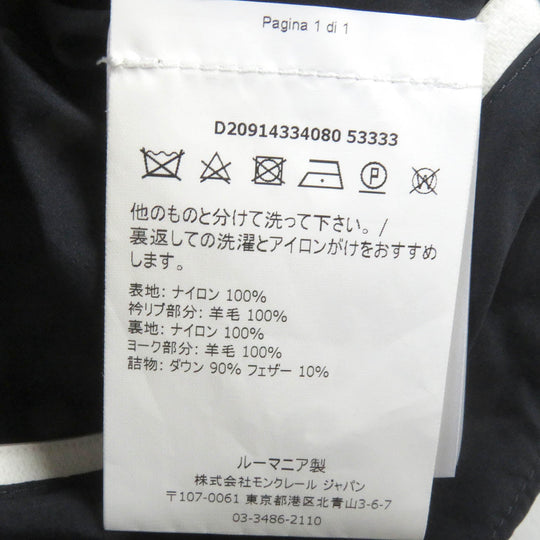 Pagina 1 di 1
D20914334080 53333
P W
他のものと分けて洗って下さい。/
裏返しての洗濯とアイロンがけをおすすめ
します。
表地: ナイロン 100%
衿リブ部分: 羊毛 100%
裏地: ナイロン 100%
ヨーク部分: 羊毛 100%
詰物: ダウン 90% フェザー 10%
ルーマニア製
株式会社モンクレール ジャパン
〒107-0061 東京都港区北青山3-6-7
03-3486-2110